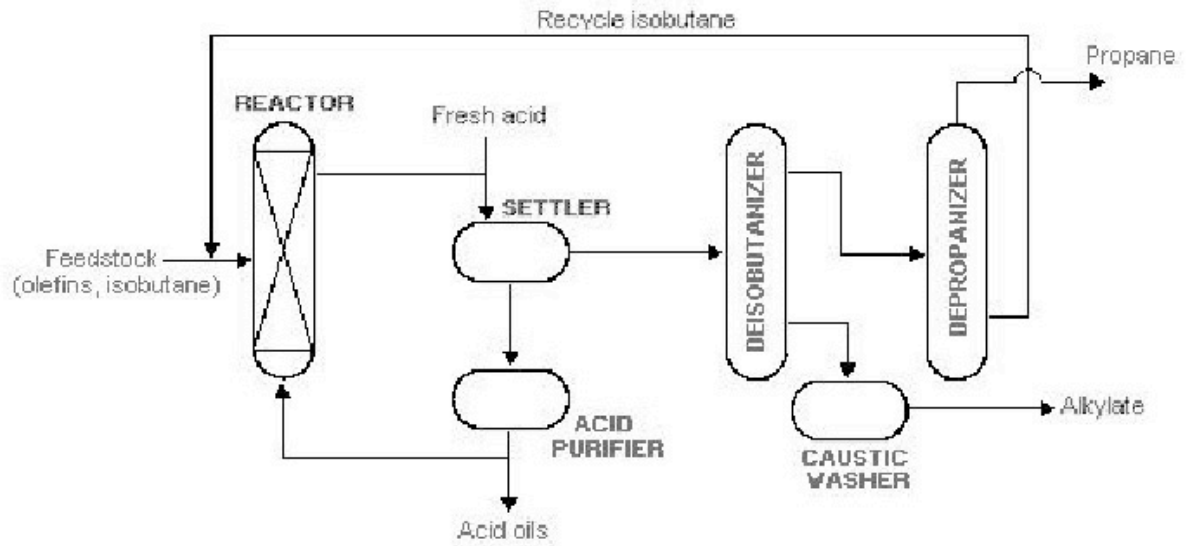 Recycle isobutane
Propane
REACTOR
Fresh acid
SETTLER
Feedstock
(olefins, isobutane)
DEISOBUTANIZER
DEPROPANIZER
ACID
PURIFIER
Alkylate
CAUSTIC
WASHER
Acid oils